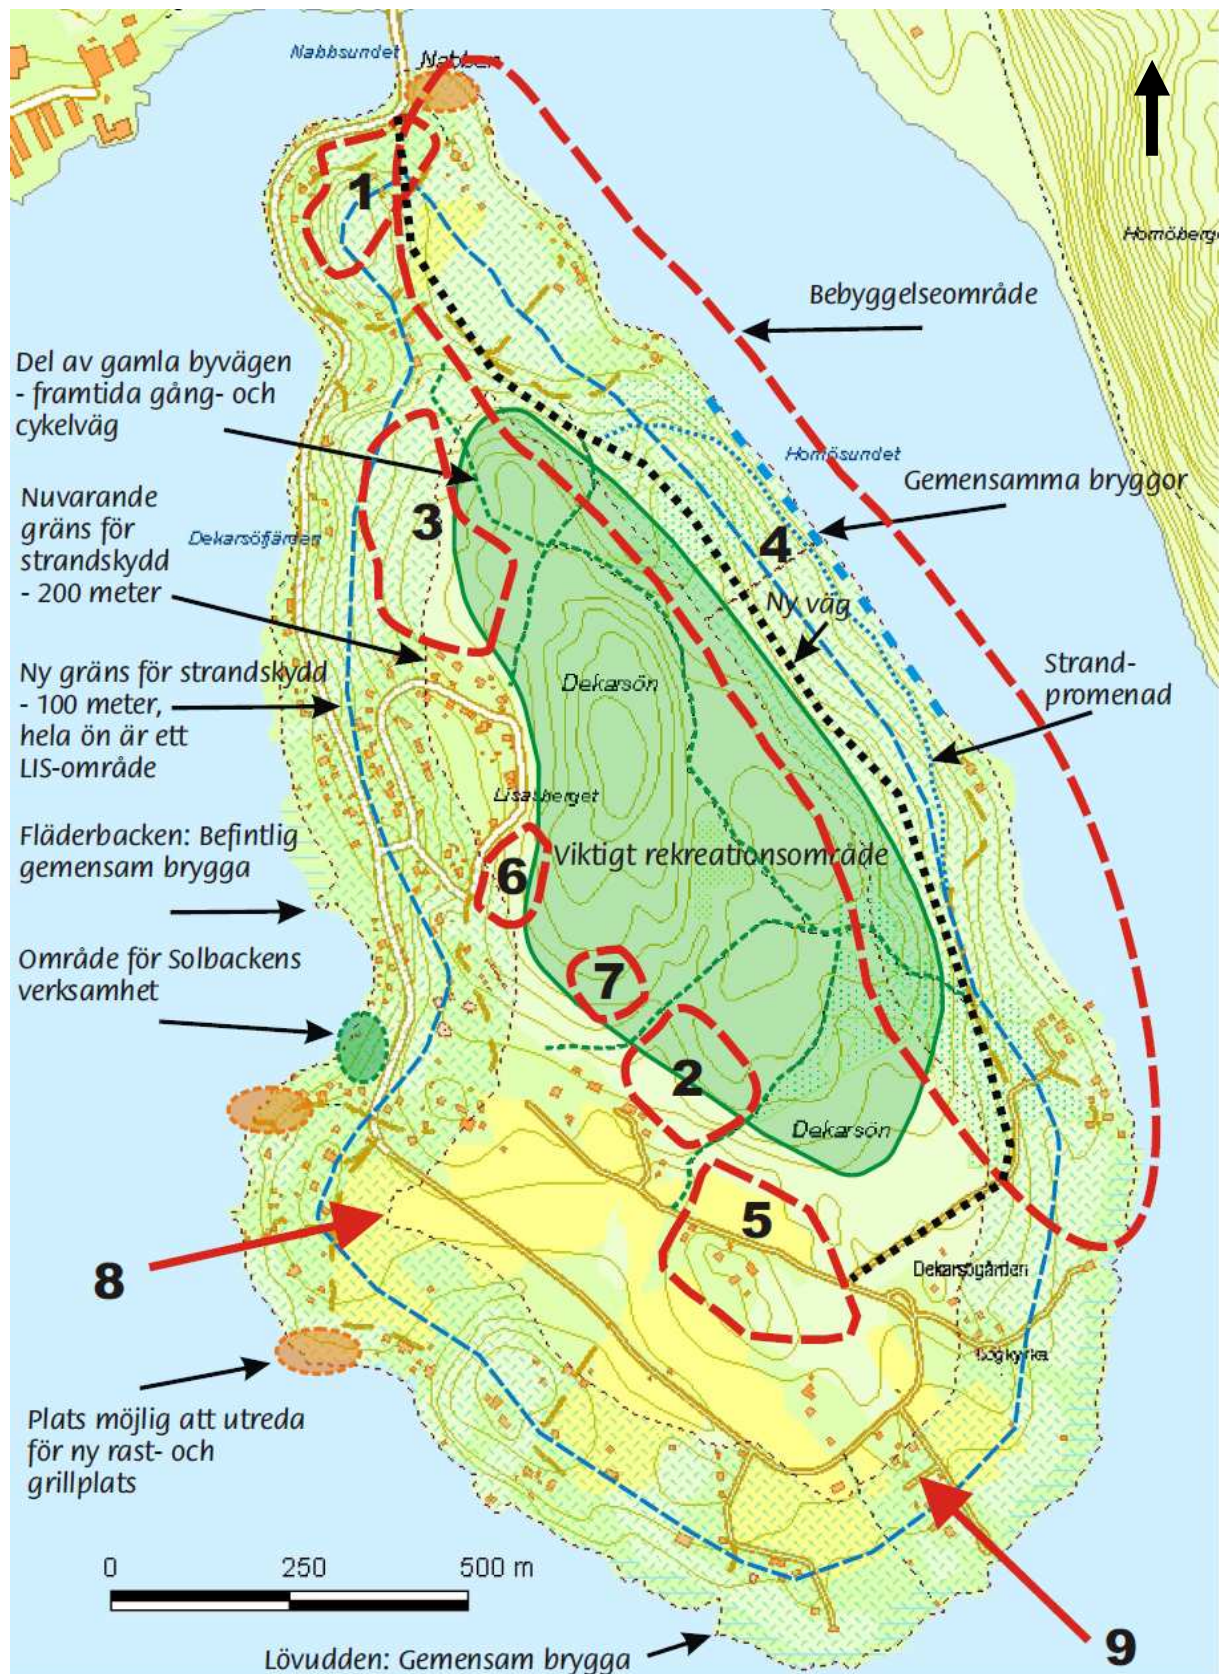 Nabbsundet
Nabben
1
Homöberge
Bebyggelseområde
Del av gamla byvägen
- framtida gång- och
cykelväg
Homösundet
Gemensamma bryggor
Nuvarande
gräns för
strandskydd
- 200 meter
3
Dekarsöfjärden
4
Ny väg
Strand-
promenad
Ny gräns för strandskydd
- 100 meter,
hela ön är ett
LIS-område
Dekarsön
Lisasberget
Fläderbacken: Befintlig
gemensam brygga
6
Viktigt rekreationsområde
Område för Solbackens
verksamhet
7
2
Dekarsön
5
8
Dekarsögården
Logkyrka
Plats möjlig att utreda
för ny rast- och
grillplats
0 250 500 m
9
Lövudden: Gemensam brygga